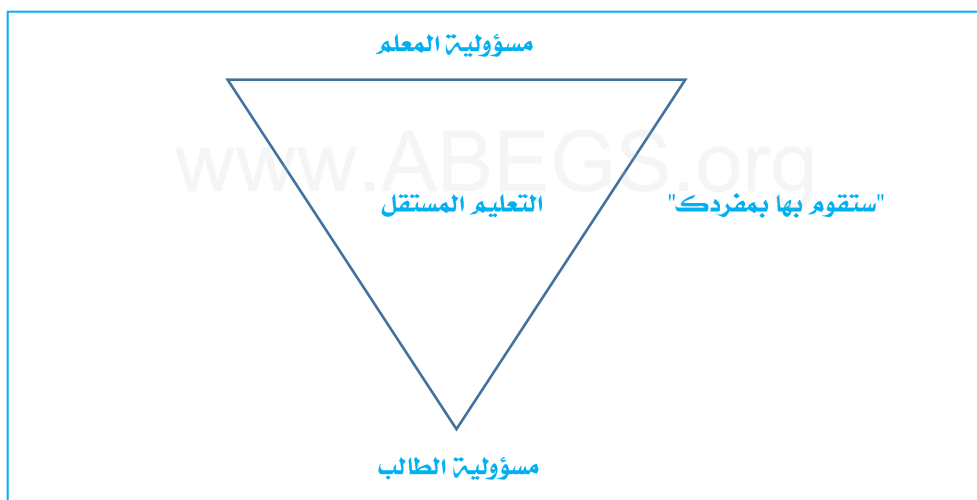 مسؤولية المعلم
www.ABEGS.org
التعليم المستقل
"ستقوم بها بمفردك"
مسؤولية الطالب